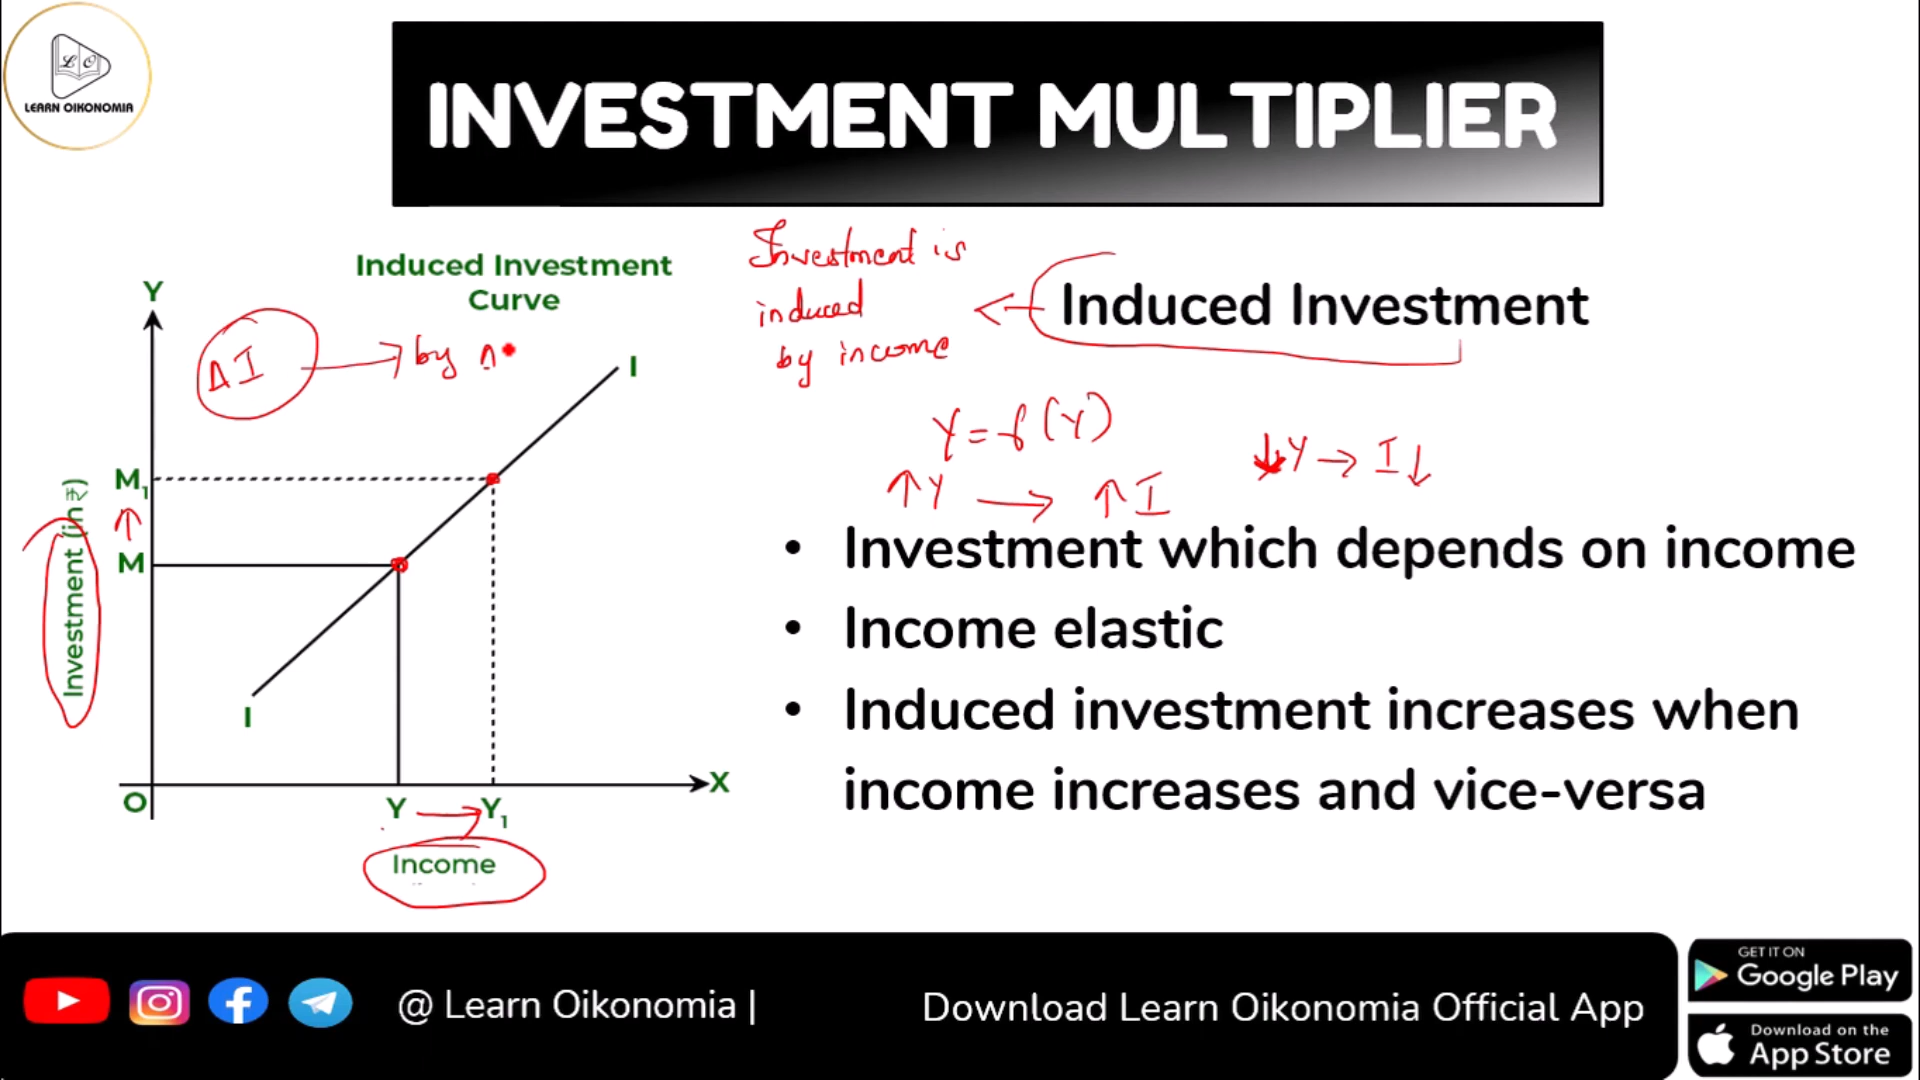 LO
LEARN OIKONOMIA
INVESTMENT MULTIPLIER
Induced Investment
Curve
Y
ΔI → by
I
M1
↑
M
Investment (in ₹)
I
O
X
Y → Y1
Income
Investment is
induced
by income
← Induced Investment
Y = f(Y)
↑Y → ↑I
↓Y → I↓
• Investment which depends on income
• Income elastic
• Induced investment increases when
income increases and vice-versa
@ Learn Oikonomia |
Download Learn Oikonomia Official App
GET IT ON
Google Play
Download on the
App Store